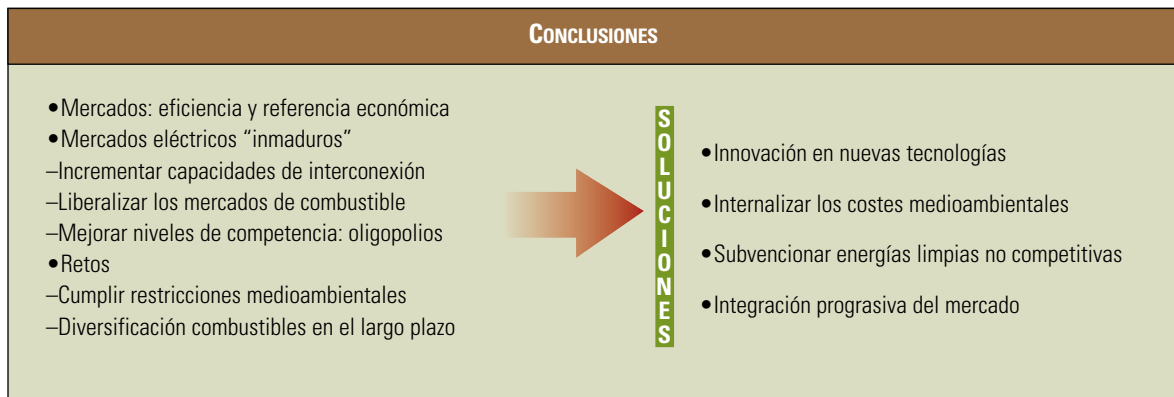 CONCLUSIONES
•Mercados: eficiencia y referencia económica
•Mercados eléctricos “inmaduros”
–Incrementar capacidades de interconexión
–Liberalizar los mercados de combustible
–Mejorar niveles de competencia: oligopolios
•Retos
–Cumplir restricciones medioambientales
–Diversificación combustibles en el largo plazo
SOLUCIONES
•Innovación en nuevas tecnologías
•Internalizar los costes medioambientales
•Subvencionar energías limpias no competitivas
•Integración prograsiva del mercado